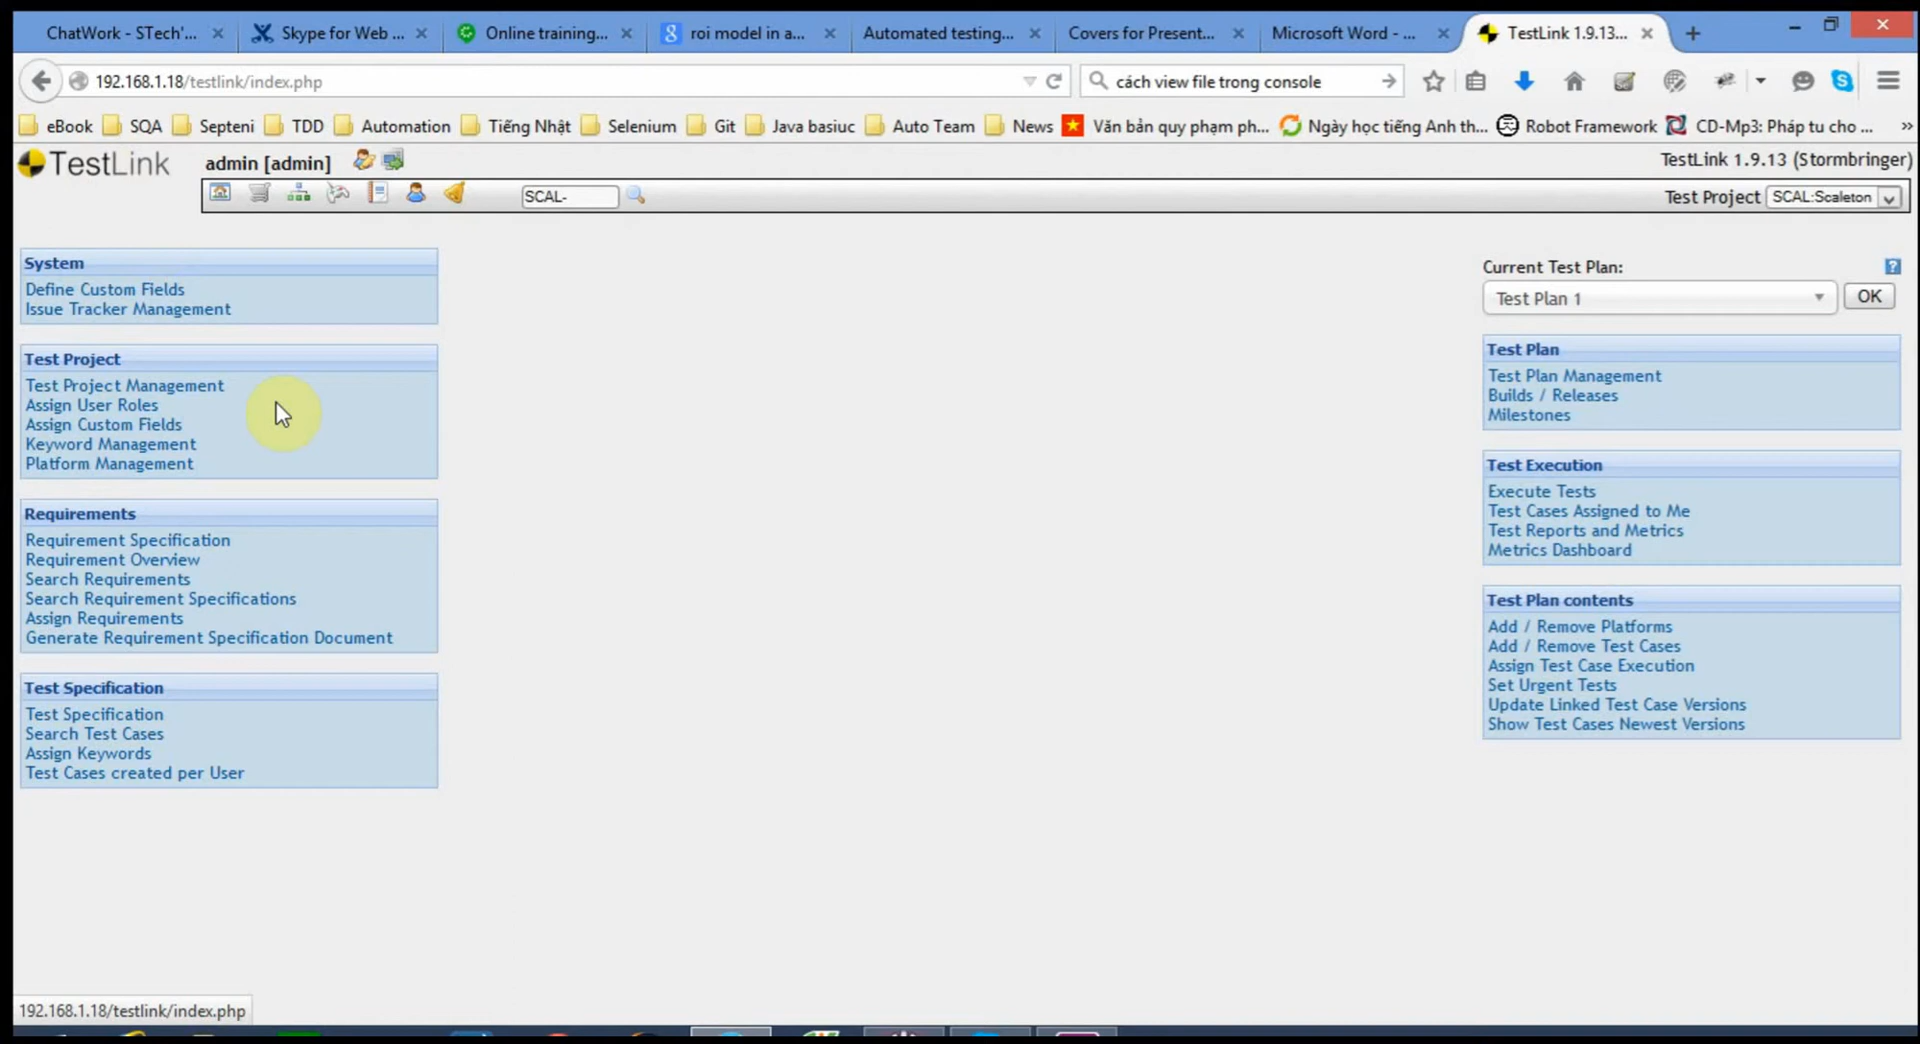 ChatWork - STech'...
Skype for Web ...
Online training...
roi model in a...
Automated testing...
Covers for Present...
Microsoft Word - ...
TestLink 1.9.13...
192.168.1.18/testlink/index.php
cách view file trong console
eBook SQA Septeni TDD Automation Tiếng Nhật Selenium Git Java basiuc Auto Team News Văn bản quy phạm ph... Ngày học tiếng Anh th... Robot Framework CD-Mp3: Pháp tu cho ... »
TestLink
admin [admin]
TestLink 1.9.13 (Stormbringer)
SCAL-
Test Project SCAL:Scaleton
System
Define Custom Fields
Issue Tracker Management
Test Project
Test Project Management
Assign User Roles
Assign Custom Fields
Keyword Management
Platform Management
Requirements
Requirement Specification
Requirement Overview
Search Requirements
Search Requirement Specifications
Assign Requirements
Generate Requirement Specification Document
Test Specification
Test Specification
Search Test Cases
Assign Keywords
Test Cases created per User
Current Test Plan:
?
Test Plan 1
OK
Test Plan
Test Plan Management
Builds / Releases
Milestones
Test Execution
Execute Tests
Test Cases Assigned to Me
Test Reports and Metrics
Metrics Dashboard
Test Plan contents
Add / Remove Platforms
Add / Remove Test Cases
Assign Test Case Execution
Set Urgent Tests
Update Linked Test Case Versions
Show Test Cases Newest Versions
192.168.1.18/testlink/index.php